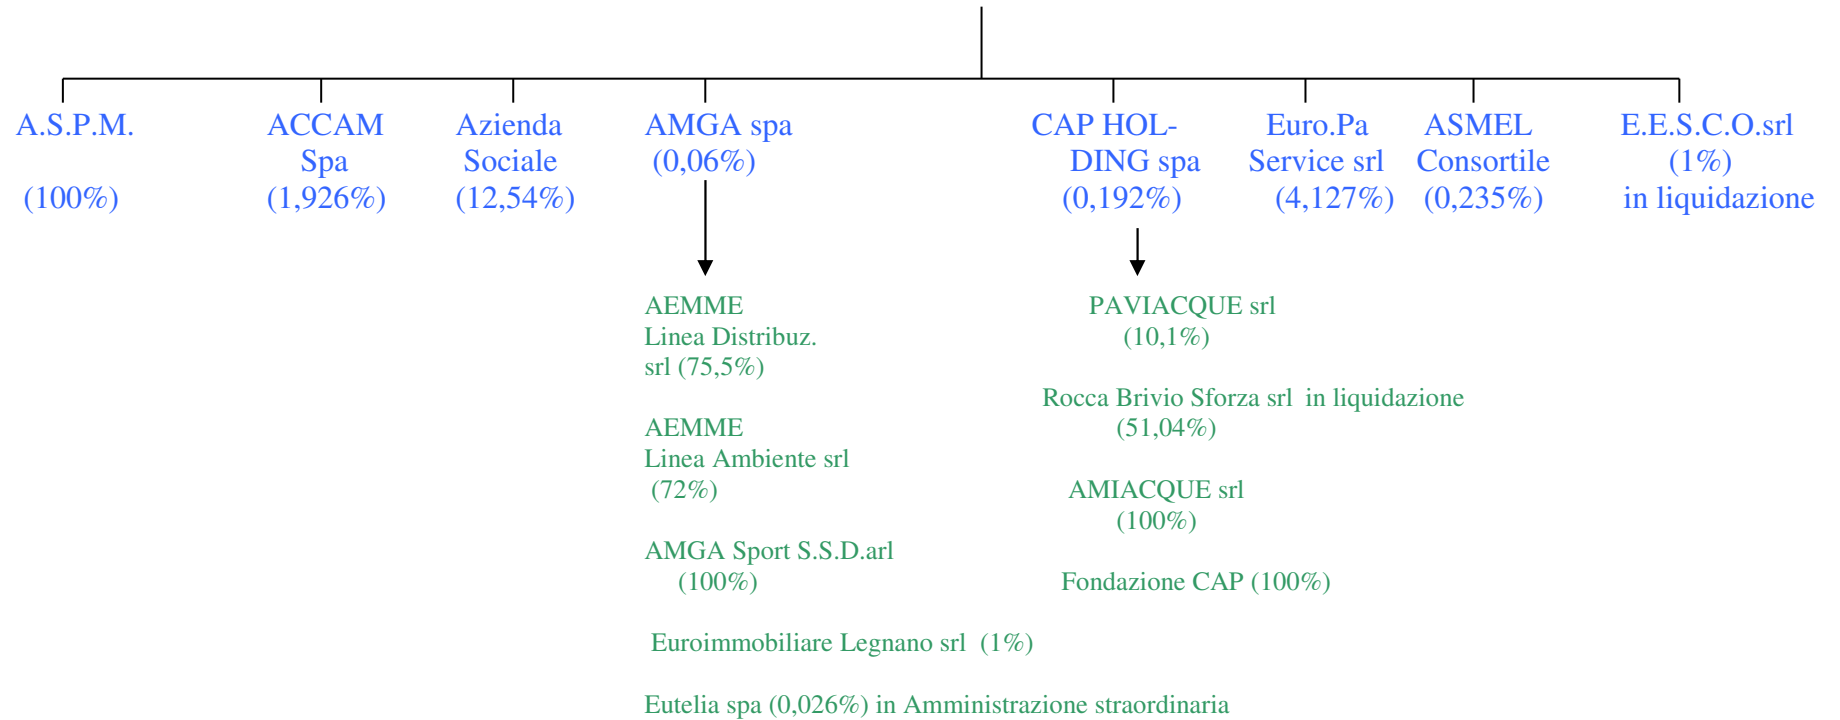 A.S.P.M.
(100%)
ACCAM
Spa
(1,926%)
Azienda
Sociale
(12,54%)
AMGA spa
(0,06%)
CAP HOL-
DING spa
(0,192%)
Euro.Pa
Service srl
(4,127%)
ASMEL
Consortile
(0,235%)
E.E.S.C.O.srl
(1%)
in liquidazione
AEMME
Linea Distribuz.
srl (75,5%)
AEMME
Linea Ambiente srl
(72%)
AMGA Sport S.S.D.arl
(100%)
Euroimmobiliare Legnano srl (1%)
Eutelia spa (0,026%) in Amministrazione straordinaria
PAVIACQUE srl
(10,1%)
Rocca Brivio Sforza srl in liquidazione
(51,04%)
AMIACQUE srl
(100%)
Fondazione CAP (100%)